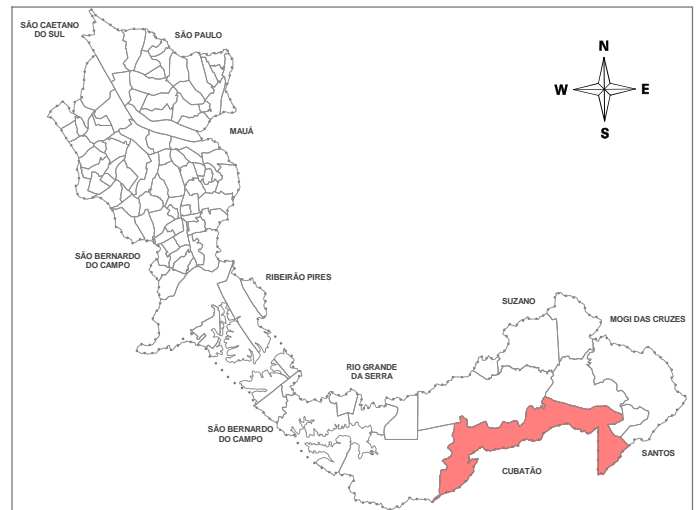 SÃO CAETANO
DO SUL
SÃO PAULO
N
W
E
S
MAUÁ
SÃO BERNARDO
DO CAMPO
RIBEIRÃO PIRES
SUZANO
MOGI DAS CRUZES
RIO GRANDE
DA SERRA
SÃO BERNARDO
DO CAMPO
SANTOS
CUBATÃO